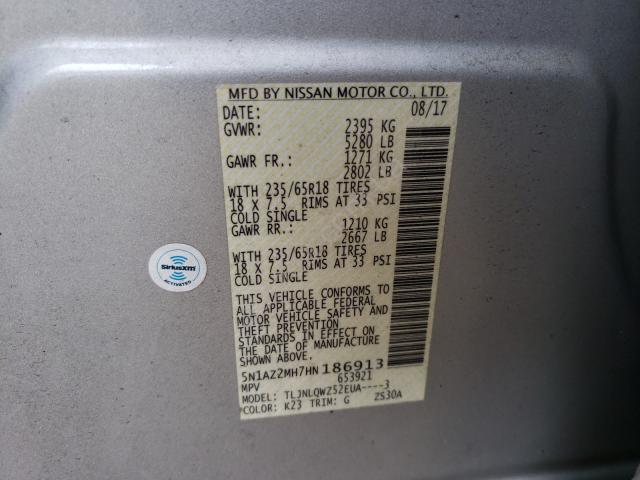 MFD BY NISSAN MOTOR CO., LTD.
DATE: 08/17
GVWR: 2395 KG
5280 LB
GAWR FR.: 1271 KG
2802 LB
WITH 235/65R18 TIRES
18 X 7.5 RIMS AT 33 PSI
COLD SINGLE
GAWR RR.: 1210 KG
2667 LB
WITH 235/65R18 TIRES
18 X 7.5 RIMS AT 33 PSI
COLD SINGLE
THIS VEHICLE CONFORMS TO
ALL APPLICABLE FEDERAL
MOTOR VEHICLE SAFETY AND
THEFT PREVENTION
STANDARDS IN EFFECT ON
THE DATE OF MANUFACTURE
SHOWN ABOVE.
5N1AZ2MH7HN186913
MPV 653921
MODEL: TLJNLQWZ52EUA----3
COLOR: K23 TRIM: G ZS30A
SiriusXM
ACTIVATED